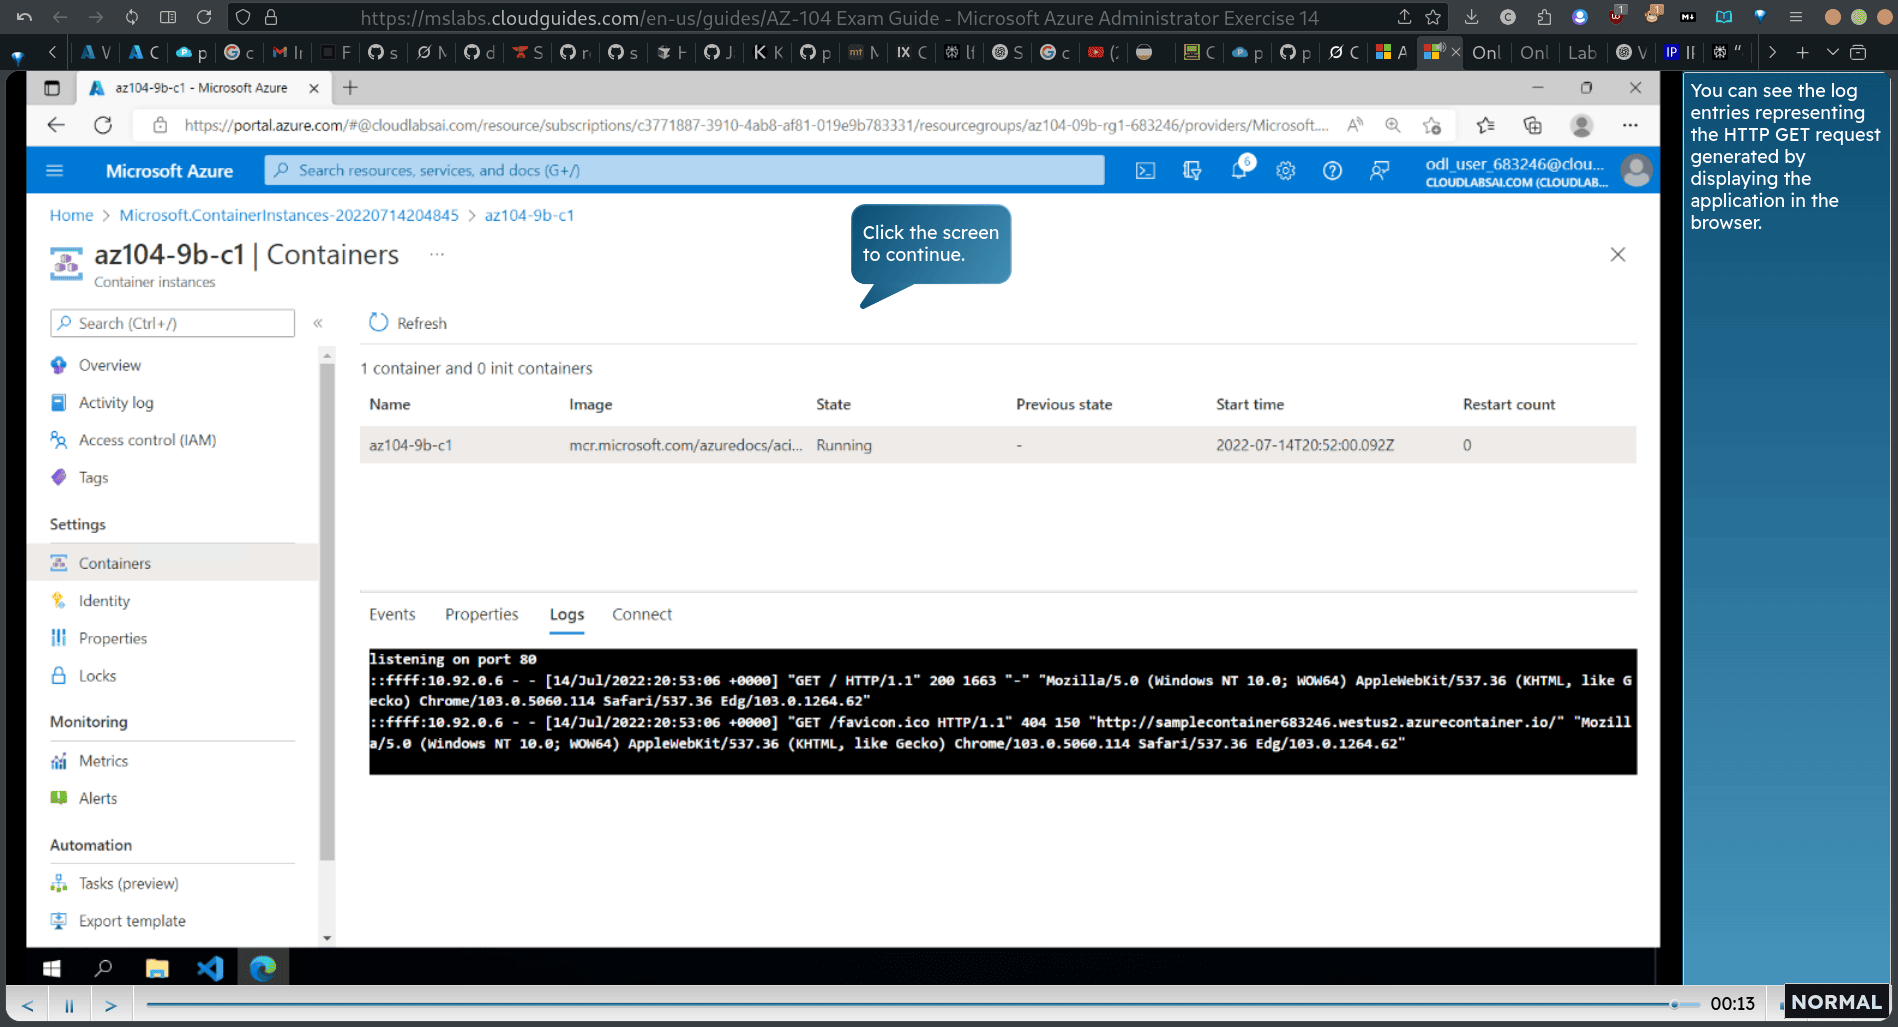 https://mslabs.cloudguides.com/en-us/guides/AZ-104 Exam Guide - Microsoft Azure Administrator Exercise 14
az104-9b-c1 - Microsoft Azure
https://portal.azure.com/#@cloudlabsai.com/resource/subscriptions/c3771887-3910-4ab8-af81-019e9b783331/resourcegroups/az104-09b-rg1-683246/providers/Microsoft....
Microsoft Azure
Search resources, services, and docs (G+/)
6
odl_user_683246@clou...
CLOUDLABSAI.COM (CLOUDLAB...
Home > Microsoft.ContainerInstances-20220714204845 > az104-9b-c1
az104-9b-c1 | Containers ...
Container instances
Click the screen
to continue.
Search (Ctrl+/)
«
Refresh
Overview
Activity log
Access control (IAM)
Tags
Settings
Containers
Identity
Properties
Locks
Monitoring
Metrics
Alerts
Automation
Tasks (preview)
Export template
1 container and 0 init containers
Name Image State Previous state Start time Restart count
az104-9b-c1 mcr.microsoft.com/azuredocs/aci... Running - 2022-07-14T20:52:00.092Z 0
Events Properties Logs Connect
listening on port 80
::ffff:10.92.0.6 - - [14/Jul/2022:20:53:06 +0000] "GET / HTTP/1.1" 200 1663 "-" "Mozilla/5.0 (Windows NT 10.0; WOW64) AppleWebKit/537.36 (KHTML, like G
ecko) Chrome/103.0.5060.114 Safari/537.36 Edg/103.0.1264.62"
::ffff:10.92.0.6 - - [14/Jul/2022:20:53:06 +0000] "GET /favicon.ico HTTP/1.1" 404 150 "http://samplecontainer683246.westus2.azurecontainer.io/" "Mozill
a/5.0 (Windows NT 10.0; WOW64) AppleWebKit/537.36 (KHTML, like Gecko) Chrome/103.0.5060.114 Safari/537.36 Edg/103.0.1264.62"
You can see the log
entries representing
the HTTP GET request
generated by
displaying the
application in the
browser.
00:13
NORMAL